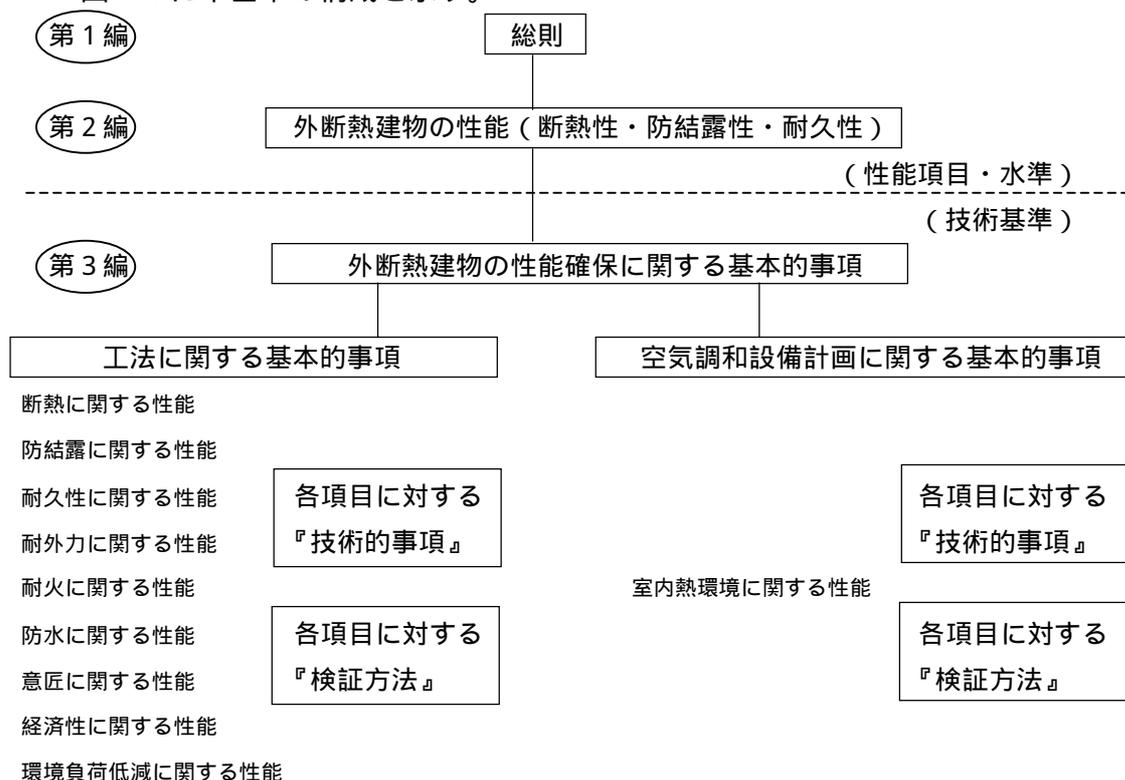 第1編
総則
第2編
外断熱建物の性能（断熱性・防結露性・耐久性）
（性能項目・水準）
（技術基準）
第3編
外断熱建物の性能確保に関する基本的事項
工法に関する基本的事項
空気調和設備計画に関する基本的事項
断熱に関する性能
防結露に関する性能
耐久性に関する性能
耐外力に関する性能
耐火に関する性能
防水に関する性能
意匠に関する性能
経済性に関する性能
環境負荷低減に関する性能
各項目に対する
『技術的事項』
各項目に対する
『検証方法』
室内熱環境に関する性能
各項目に対する
『技術的事項』
各項目に対する
『検証方法』